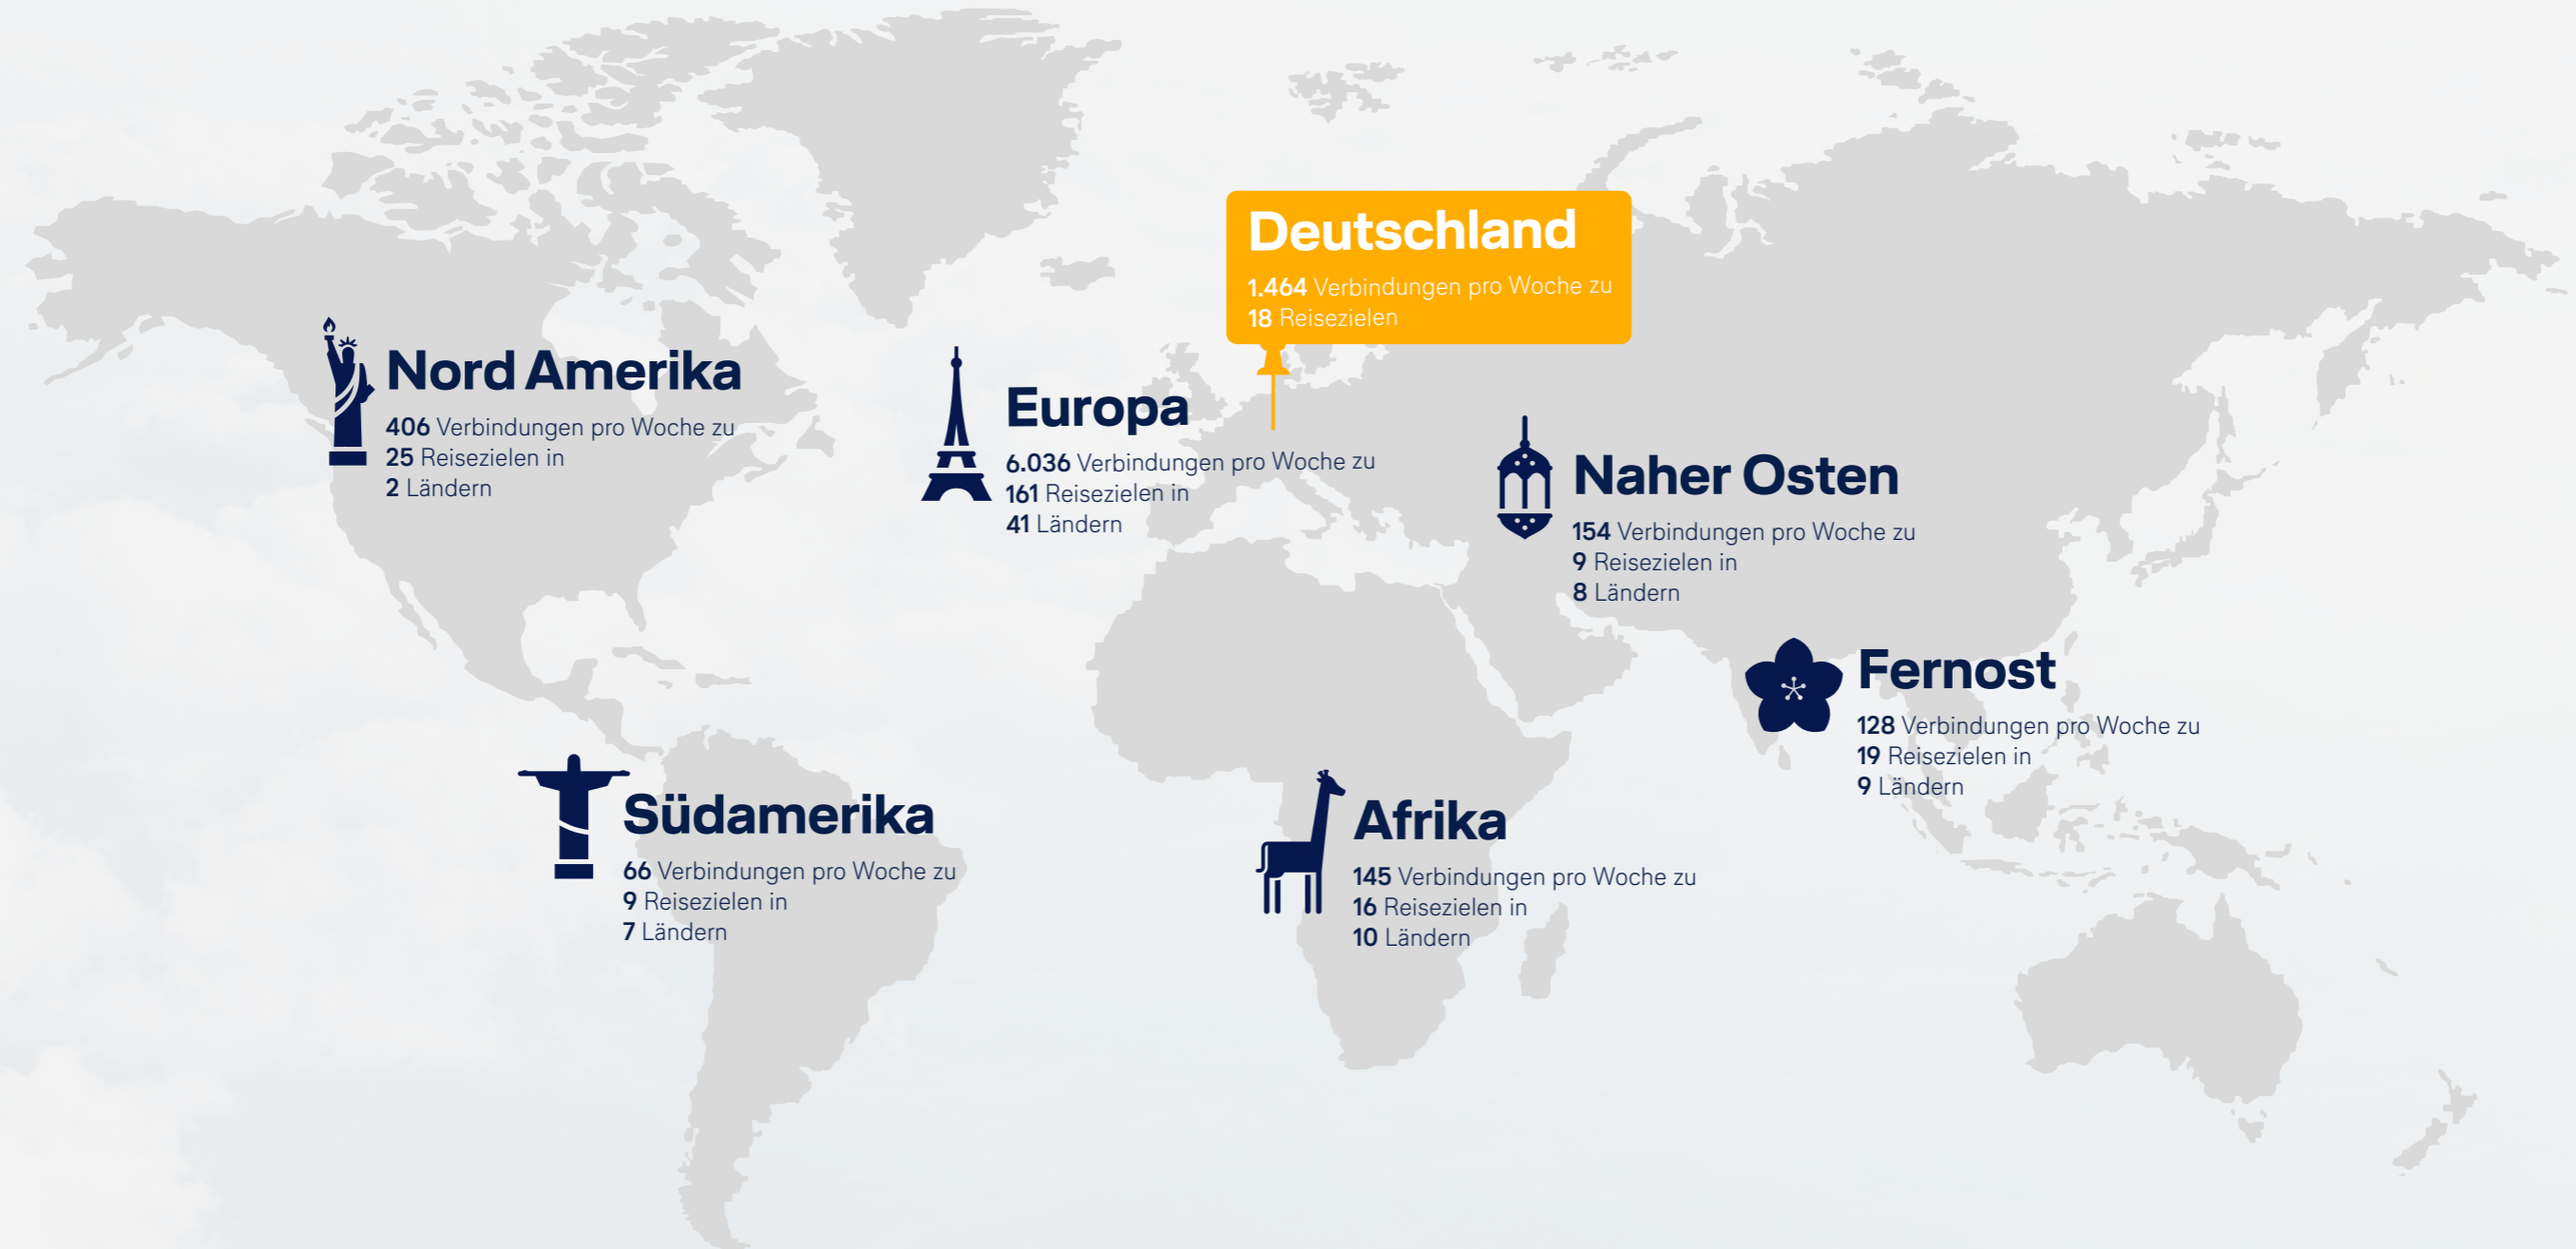 Deutschland
1.464 Verbindungen pro Woche zu
18 Reisezielen
Nord Amerika
406 Verbindungen pro Woche zu
25 Reisezielen in
2 Ländern
Europa
6.036 Verbindungen pro Woche zu
161 Reisezielen in
41 Ländern
Naher Osten
154 Verbindungen pro Woche zu
9 Reisezielen in
8 Ländern
Fernost
128 Verbindungen pro Woche zu
19 Reisezielen in
9 Ländern
Südamerika
66 Verbindungen pro Woche zu
9 Reisezielen in
7 Ländern
Afrika
145 Verbindungen pro Woche zu
16 Reisezielen in
10 Ländern